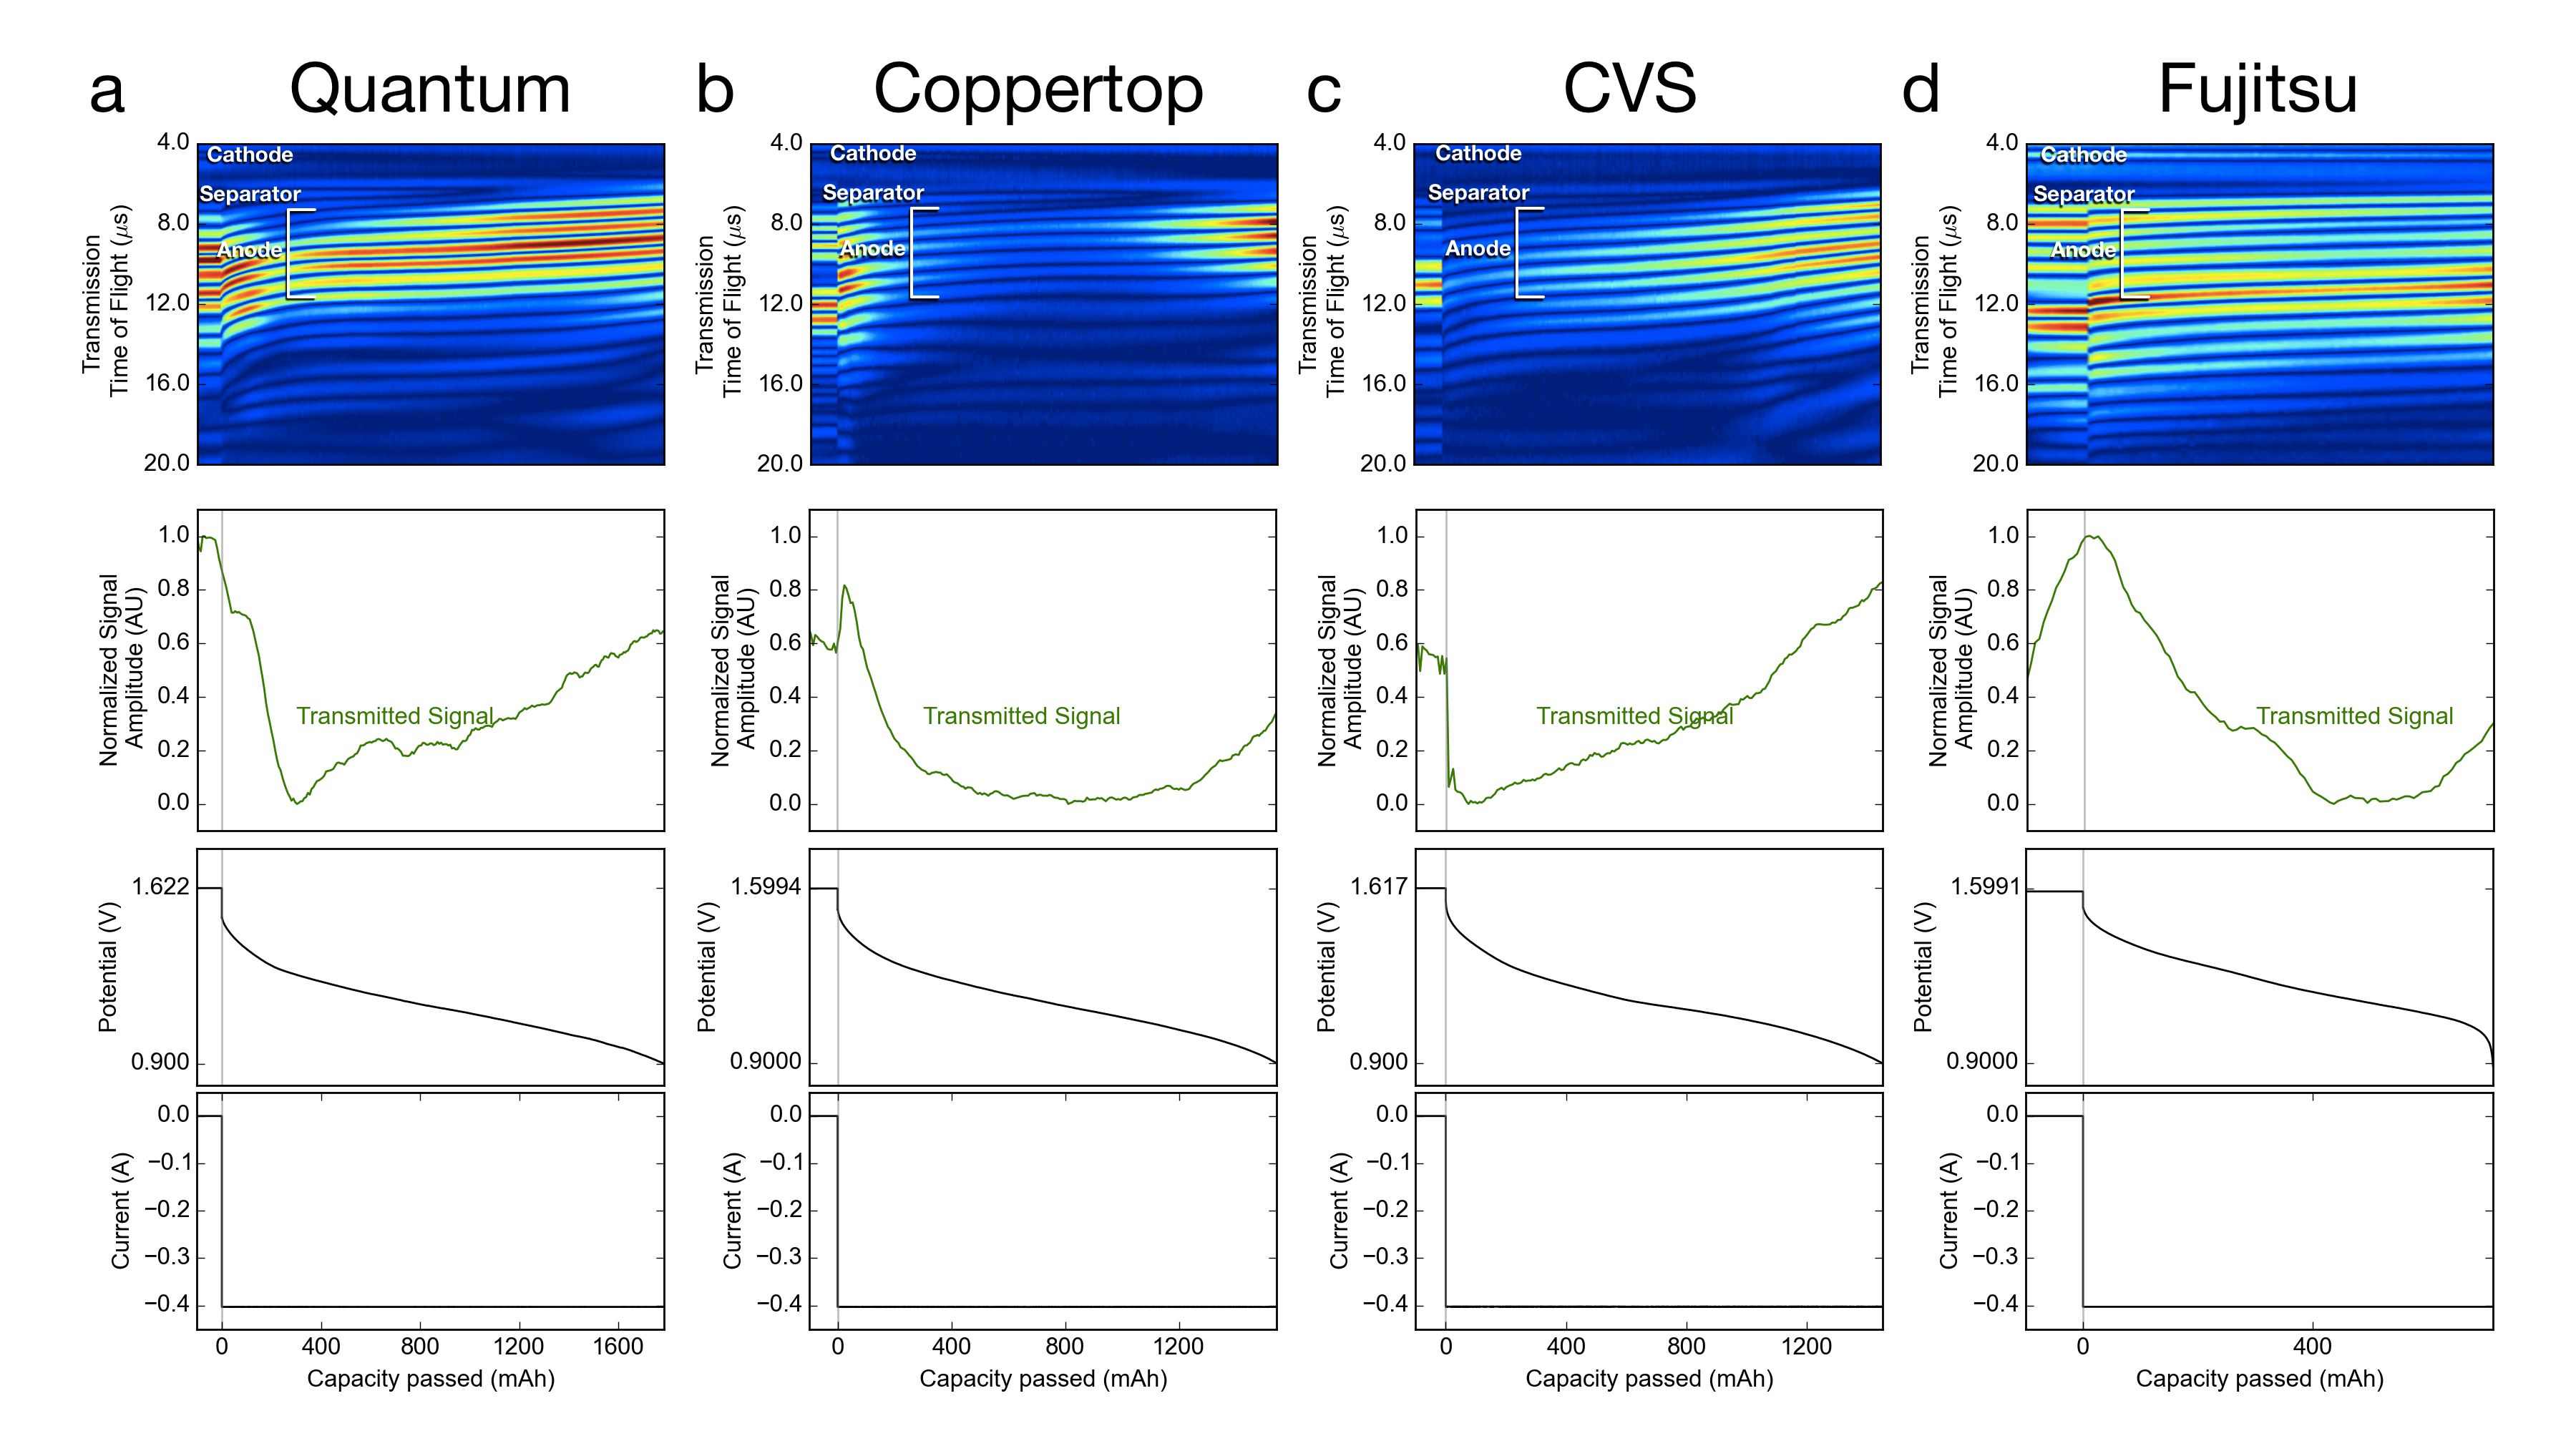 a Quantum
4.0
8.0
12.0
16.0
20.0
Transmission
Time of Flight (μs)
Cathode
Separator
Anode
1.0
0.8
0.6
0.4
0.2
0.0
Normalized Signal
Amplitude (AU)
Transmitted Signal
1.622
0.900
Potential (V)
0.0
−0.1
−0.2
−0.3
−0.4
Current (A)
0 400 800 1200 1600
Capacity passed (mAh)
b Coppertop
4.0
8.0
12.0
16.0
20.0
Transmission
Time of Flight (μs)
Cathode
Separator
Anode
1.0
0.8
0.6
0.4
0.2
0.0
Normalized Signal
Amplitude (AU)
Transmitted Signal
1.5994
0.9000
Potential (V)
0.0
−0.1
−0.2
−0.3
−0.4
Current (A)
0 400 800 1200
Capacity passed (mAh)
c CVS
4.0
8.0
12.0
16.0
20.0
Transmission
Time of Flight (μs)
Cathode
Separator
Anode
1.0
0.8
0.6
0.4
0.2
0.0
Normalized Signal
Amplitude (AU)
Transmitted Signal
1.617
0.900
Potential (V)
0.0
−0.1
−0.2
−0.3
−0.4
Current (A)
0 400 800 1200
Capacity passed (mAh)
d Fujitsu
4.0
8.0
12.0
16.0
20.0
Transmission
Time of Flight (μs)
Cathode
Separator
Anode
1.0
0.8
0.6
0.4
0.2
0.0
Normalized Signal
Amplitude (AU)
Transmitted Signal
1.5991
0.9000
Potential (V)
0.0
−0.1
−0.2
−0.3
−0.4
Current (A)
0 400
Capacity passed (mAh)